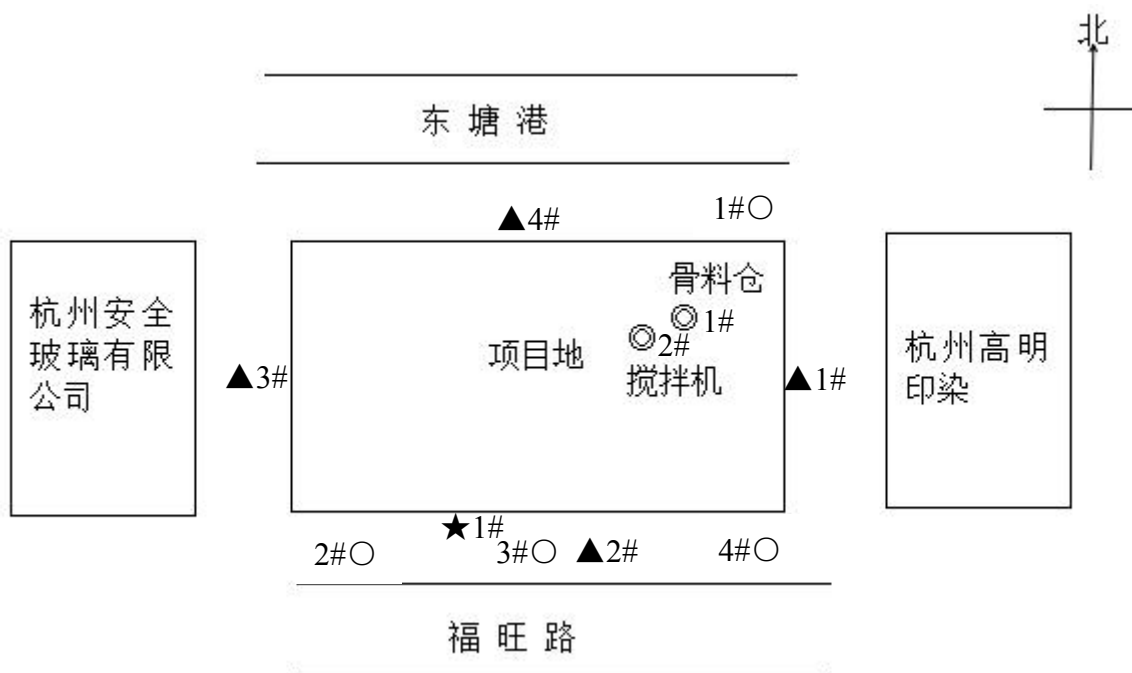 北
东塘港
▲4#
1#○
骨料仓
◎1#
◎2#
搅拌机
项目地
杭州安全
玻璃有限
公司
▲3#
▲1#
杭州高明
印染
★1#
2#○
3#○
▲2#
4#○
福旺路